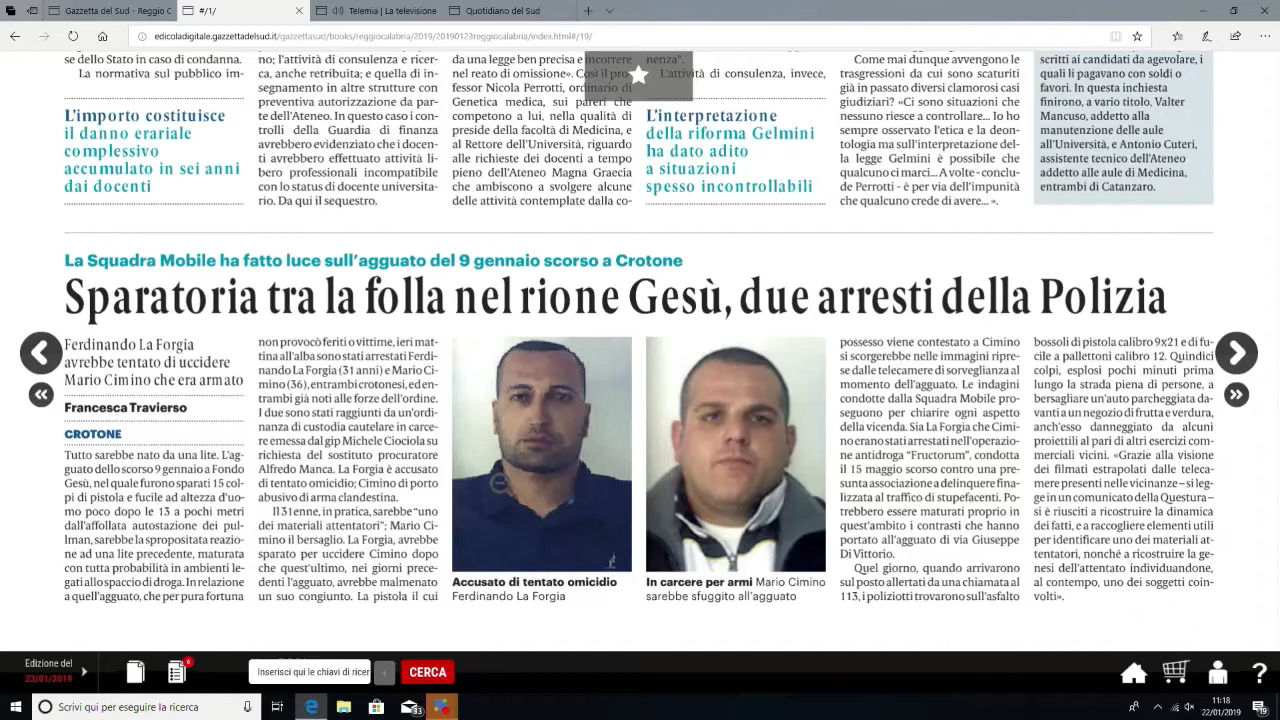 Gazzetta del Sud - Reggio C
Gazzetta del Sud
TeLaMia | La televisione
Quotidiano del Sud
edicoladigitale.gazzettadelsud.it/gazzettasud/books/reggiocalabria/2019/20190123reggiocalabria/index.html#/19/
se dello Stato in caso di condanna.
La normativa sul pubblico im-
L'importo costituisce
il danno erariale
complessivo
accumulato in sei anni
dai docenti
no; l'attività di consulenza e ricer-
ca, anche retribuita; e quella di in-
segnamento in altre strutture con
preventiva autorizzazione da par-
te dell'Ateneo. In questo caso i con-
trolli della Guardia di finanza
avrebbero evidenziato che i docen-
ti avrebbero effettuato attività li-
bero professionali incompatibile
con lo status di docente universita-
rio. Da qui il sequestro.
da una legge ben precisa e incorrere
nel reato di omissione». Così il pro-
fessor Nicola Perrotti, ordinario di
Genetica medica, sui pareri che
competono a lui, nella qualità di
preside della facoltà di Medicina, e
al Rettore dell'Università, riguardo
alle richieste dei docenti a tempo
pieno dell'Ateneo Magna Graecia
che ambiscono a svolgere alcune
delle attività contemplate dalla co-
nenza".
L'attività di consulenza, invece,
L'interpretazione
della riforma Gelmini
ha dato adito
a situazioni
spesso incontrollabili
Come mai dunque avvengono le
trasgressioni da cui sono scaturiti
già in passato diversi clamorosi casi
giudiziari? «Ci sono situazioni che
nessuno riesce a controllare... Io ho
sempre osservato l'etica e la deon-
tologia ma sull'interpretazione del-
la legge Gelmini è possibile che
qualcuno ci marci... A volte - conclu-
de Perrotti - è per via dell'impunità
che qualcuno crede di avere... ».
scritti ai candidati da agevolare, i
quali li pagavano con soldi o
favori. In questa inchiesta
finirono, a vario titolo, Valter
Mancuso, addetto alla
manutenzione delle aule
all'Università, e Antonio Cuteri,
assistente tecnico dell'Ateneo
addetto alle aule di Medicina,
entrambi di Catanzaro.
La Squadra Mobile ha fatto luce sull'agguato del 9 gennaio scorso a Crotone
Sparatoria tra la folla nel rione Gesù, due arresti della Polizia
Ferdinando La Forgia
avrebbe tentato di uccidere
Mario Cimino che era armato
Francesca Travierso
CROTONE
Tutto sarebbe nato da una lite. L'ag-
guato dello scorso 9 gennaio a Fondo
Gesù, nel quale furono sparati 15 col-
pi di pistola e fucile ad altezza d'uo-
mo poco dopo le 13 a pochi metri
dall'affollata autostazione dei pul-
lman, sarebbe la spropositata reazio-
ne ad una lite precedente, maturata
con tutta probabilità in ambienti le-
gati allo spaccio di droga. In relazione
a quell'agguato, che per pura fortuna
non provocò feriti o vittime, ieri mat-
tina all'alba sono stati arrestati Ferdi-
nando La Forgia (31 anni) e Mario Ci-
mino (36), entrambi crotonesi, ed en-
trambi già noti alle forze dell'ordine.
I due sono stati raggiunti da un'ordi-
nanza di custodia cautelare in carce-
re emessa dal gip Michele Ciociola su
richiesta del sostituto procuratore
Alfredo Manca. La Forgia è accusato
di tentato omicidio; Cimino di porto
abusivo di arma clandestina.
Il 31enne, in pratica, sarebbe “uno
dei materiali attentatori”; Mario Ci-
mino il bersaglio. La Forgia, avrebbe
sparato per uccidere Cimino dopo
che quest'ultimo, nei giorni prece-
denti l'agguato, avrebbe malmenato
un suo congiunto. La pistola il cui
Accusato di tentato omicidio
Ferdinando La Forgia
In carcere per armi Mario Cimino
sarebbe sfuggito all'agguato
possesso viene contestato a Cimino
si scorgerebbe nelle immagini ripre-
se dalle telecamere di sorveglianza al
momento dell'agguato. Le indagini
condotte dalla Squadra Mobile pro-
seguono per chiarire ogni aspetto
della vicenda. Sia La Forgia che Cimi-
no erano stati arrestati nell'operazio-
ne antidroga “Fructorum”, condotta
il 15 maggio scorso contro una pre-
sunta associazione a delinquere fina-
lizzata al traffico di stupefacenti. Po-
trebbero essere maturati proprio in
quest'ambito i contrasti che hanno
portato all'agguato di via Giuseppe
Di Vittorio.
Quel giorno, quando arrivarono
sul posto allertati da una chiamata al
113, i poliziotti trovarono sull'asfalto
bossoli di pistola calibro 9x21 e di fu-
cile a pallettoni calibro 12. Quindici
colpi, esplosi pochi minuti prima
lungo la strada piena di persone, a
bersagliare un'auto parcheggiata da-
vanti a un negozio di frutta e verdura,
anch'esso danneggiato da alcuni
proiettili al pari di altri esercizi com-
merciali vicini. «Grazie alla visione
dei filmati estrapolati dalle teleca-
mere presenti nelle vicinanze – si leg-
ge in un comunicato della Questura –
si è riusciti a ricostruire la dinamica
dei fatti, e a raccogliere elementi utili
per identificare uno dei materiali at-
tentatori, nonché a ricostruire la ge-
nesi dell'attentato individuandone,
al contempo, uno dei soggetti coin-
volti».
Edizione del
23/01/2019
6
Inserisci qui le chiavi di ricer
CERCA
?
Scrivi qui per eseguire la ricerca
33
11:18
22/01/2019